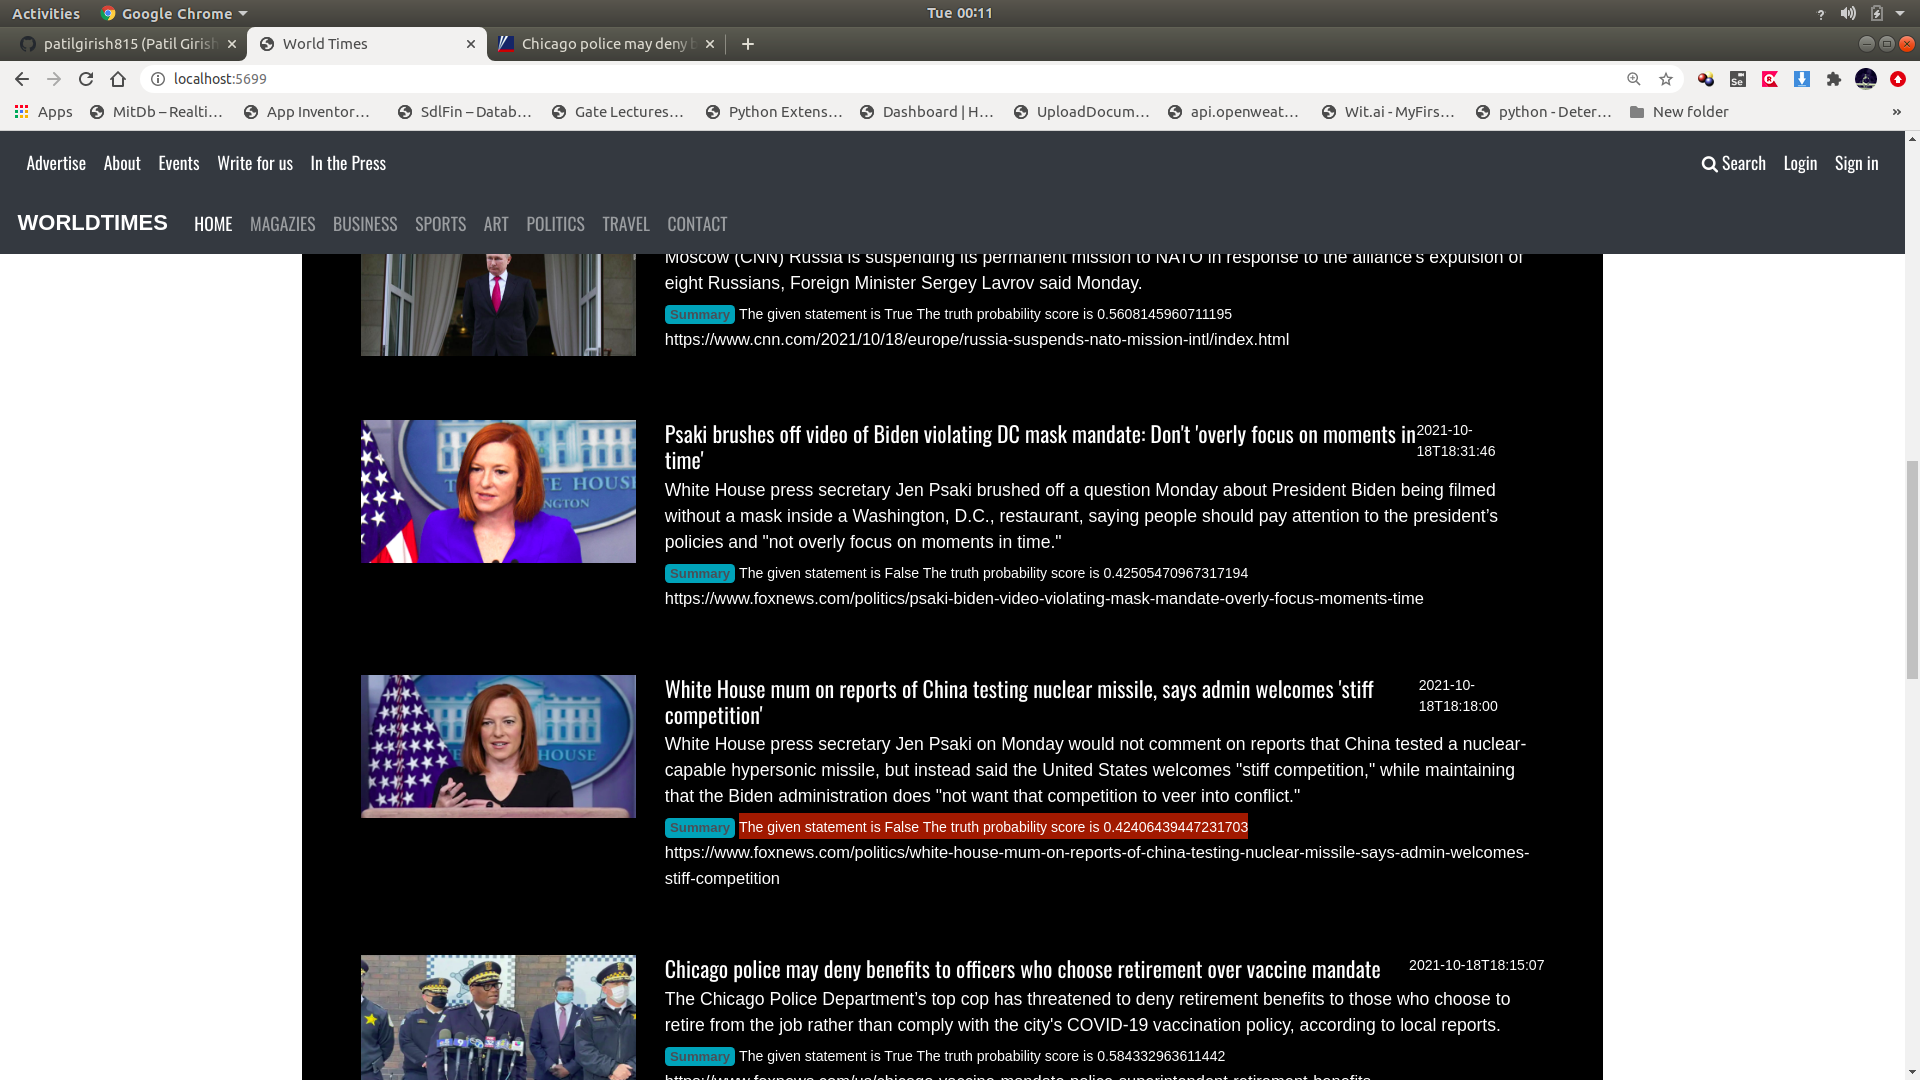 Activities Google Chrome Tue 00:11
patilgirish815 (Patil Girish World Times Chicago police may deny b
localhost:5699
Apps MitDb – Realti... App Inventor... SdlFin – Datab... Gate Lectures... Python Extens... Dashboard | H... UploadDocum... api.openweat... Wit.ai - MyFirs... python - Deter... New folder »
Advertise About Events Write for us In the Press Search Login Sign in
WORLDTIMES HOME MAGAZIES BUSINESS SPORTS ART POLITICS TRAVEL CONTACT
Moscow (CNN) Russia is suspending its permanent mission to NATO in response to the alliance's expulsion of
eight Russians, Foreign Minister Sergey Lavrov said Monday.
Summary The given statement is True The truth probability score is 0.5608145960711195
https://www.cnn.com/2021/10/18/europe/russia-suspends-nato-mission-intl/index.html
Psaki brushes off video of Biden violating DC mask mandate: Don't 'overly focus on moments in
time'
2021-10-
18T18:31:46
White House press secretary Jen Psaki brushed off a question Monday about President Biden being filmed
without a mask inside a Washington, D.C., restaurant, saying people should pay attention to the president’s
policies and "not overly focus on moments in time."
Summary The given statement is False The truth probability score is 0.42505470967317194
https://www.foxnews.com/politics/psaki-biden-video-violating-mask-mandate-overly-focus-moments-time
White House mum on reports of China testing nuclear missile, says admin welcomes 'stiff
competition'
2021-10-
18T18:18:00
White House press secretary Jen Psaki on Monday would not comment on reports that China tested a nuclear-
capable hypersonic missile, but instead said the United States welcomes "stiff competition," while maintaining
that the Biden administration does "not want that competition to veer into conflict."
Summary The given statement is False The truth probability score is 0.42406439447231703
https://www.foxnews.com/politics/white-house-mum-on-reports-of-china-testing-nuclear-missile-says-admin-welcomes-
stiff-competition
Chicago police may deny benefits to officers who choose retirement over vaccine mandate 2021-10-18T18:15:07
The Chicago Police Department’s top cop has threatened to deny retirement benefits to those who choose to
retire from the job rather than comply with the city's COVID-19 vaccination policy, according to local reports.
Summary The given statement is True The truth probability score is 0.584332963611442
https://www.foxnews.com/us/chicago-vaccine-mandate-police-superintendent-retirement-benefits